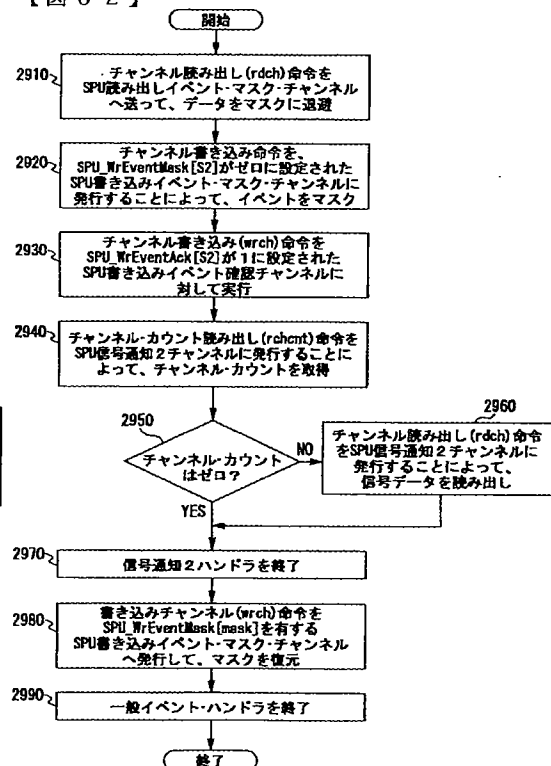 【図６２】
開始
2910
チャンネル読み出し(rdch)命令を
SPU読み出しイベント・マスク・チャンネル
へ送って、データをマスクに退避
2920
チャンネル書き込み命令を、
SPU_WrEventMask[S2]がゼロに設定された
SPU書き込みイベント・マスク・チャンネルに
発行することによって、イベントをマスク
2930
チャンネル書き込み(wrch)命令を
SPU_WrEventAck[S2]が１に設定された
SPU書き込みイベント確認チャンネルに
対して実行
2940
チャンネル・カウント読み出し(rchcnt)命令を
SPU信号通知２チャンネルに発行することに
よって、チャンネル・カウントを取得
2950
チャンネル・カウント
はゼロ？
NO
YES
2960
チャンネル読み出し(rdch)命令
をSPU信号通知２チャンネルに
発行することによって、
信号データを読み出し
2970
信号通知２ハンドラを終了
2980
書き込みチャンネル(wrch)命令を
SPU_WrEventMask[mask]を有する
SPU書き込みイベント・マスク・チャンネル
へ発行して、マスクを復元
2990
一般イベント・ハンドラを終了
終了